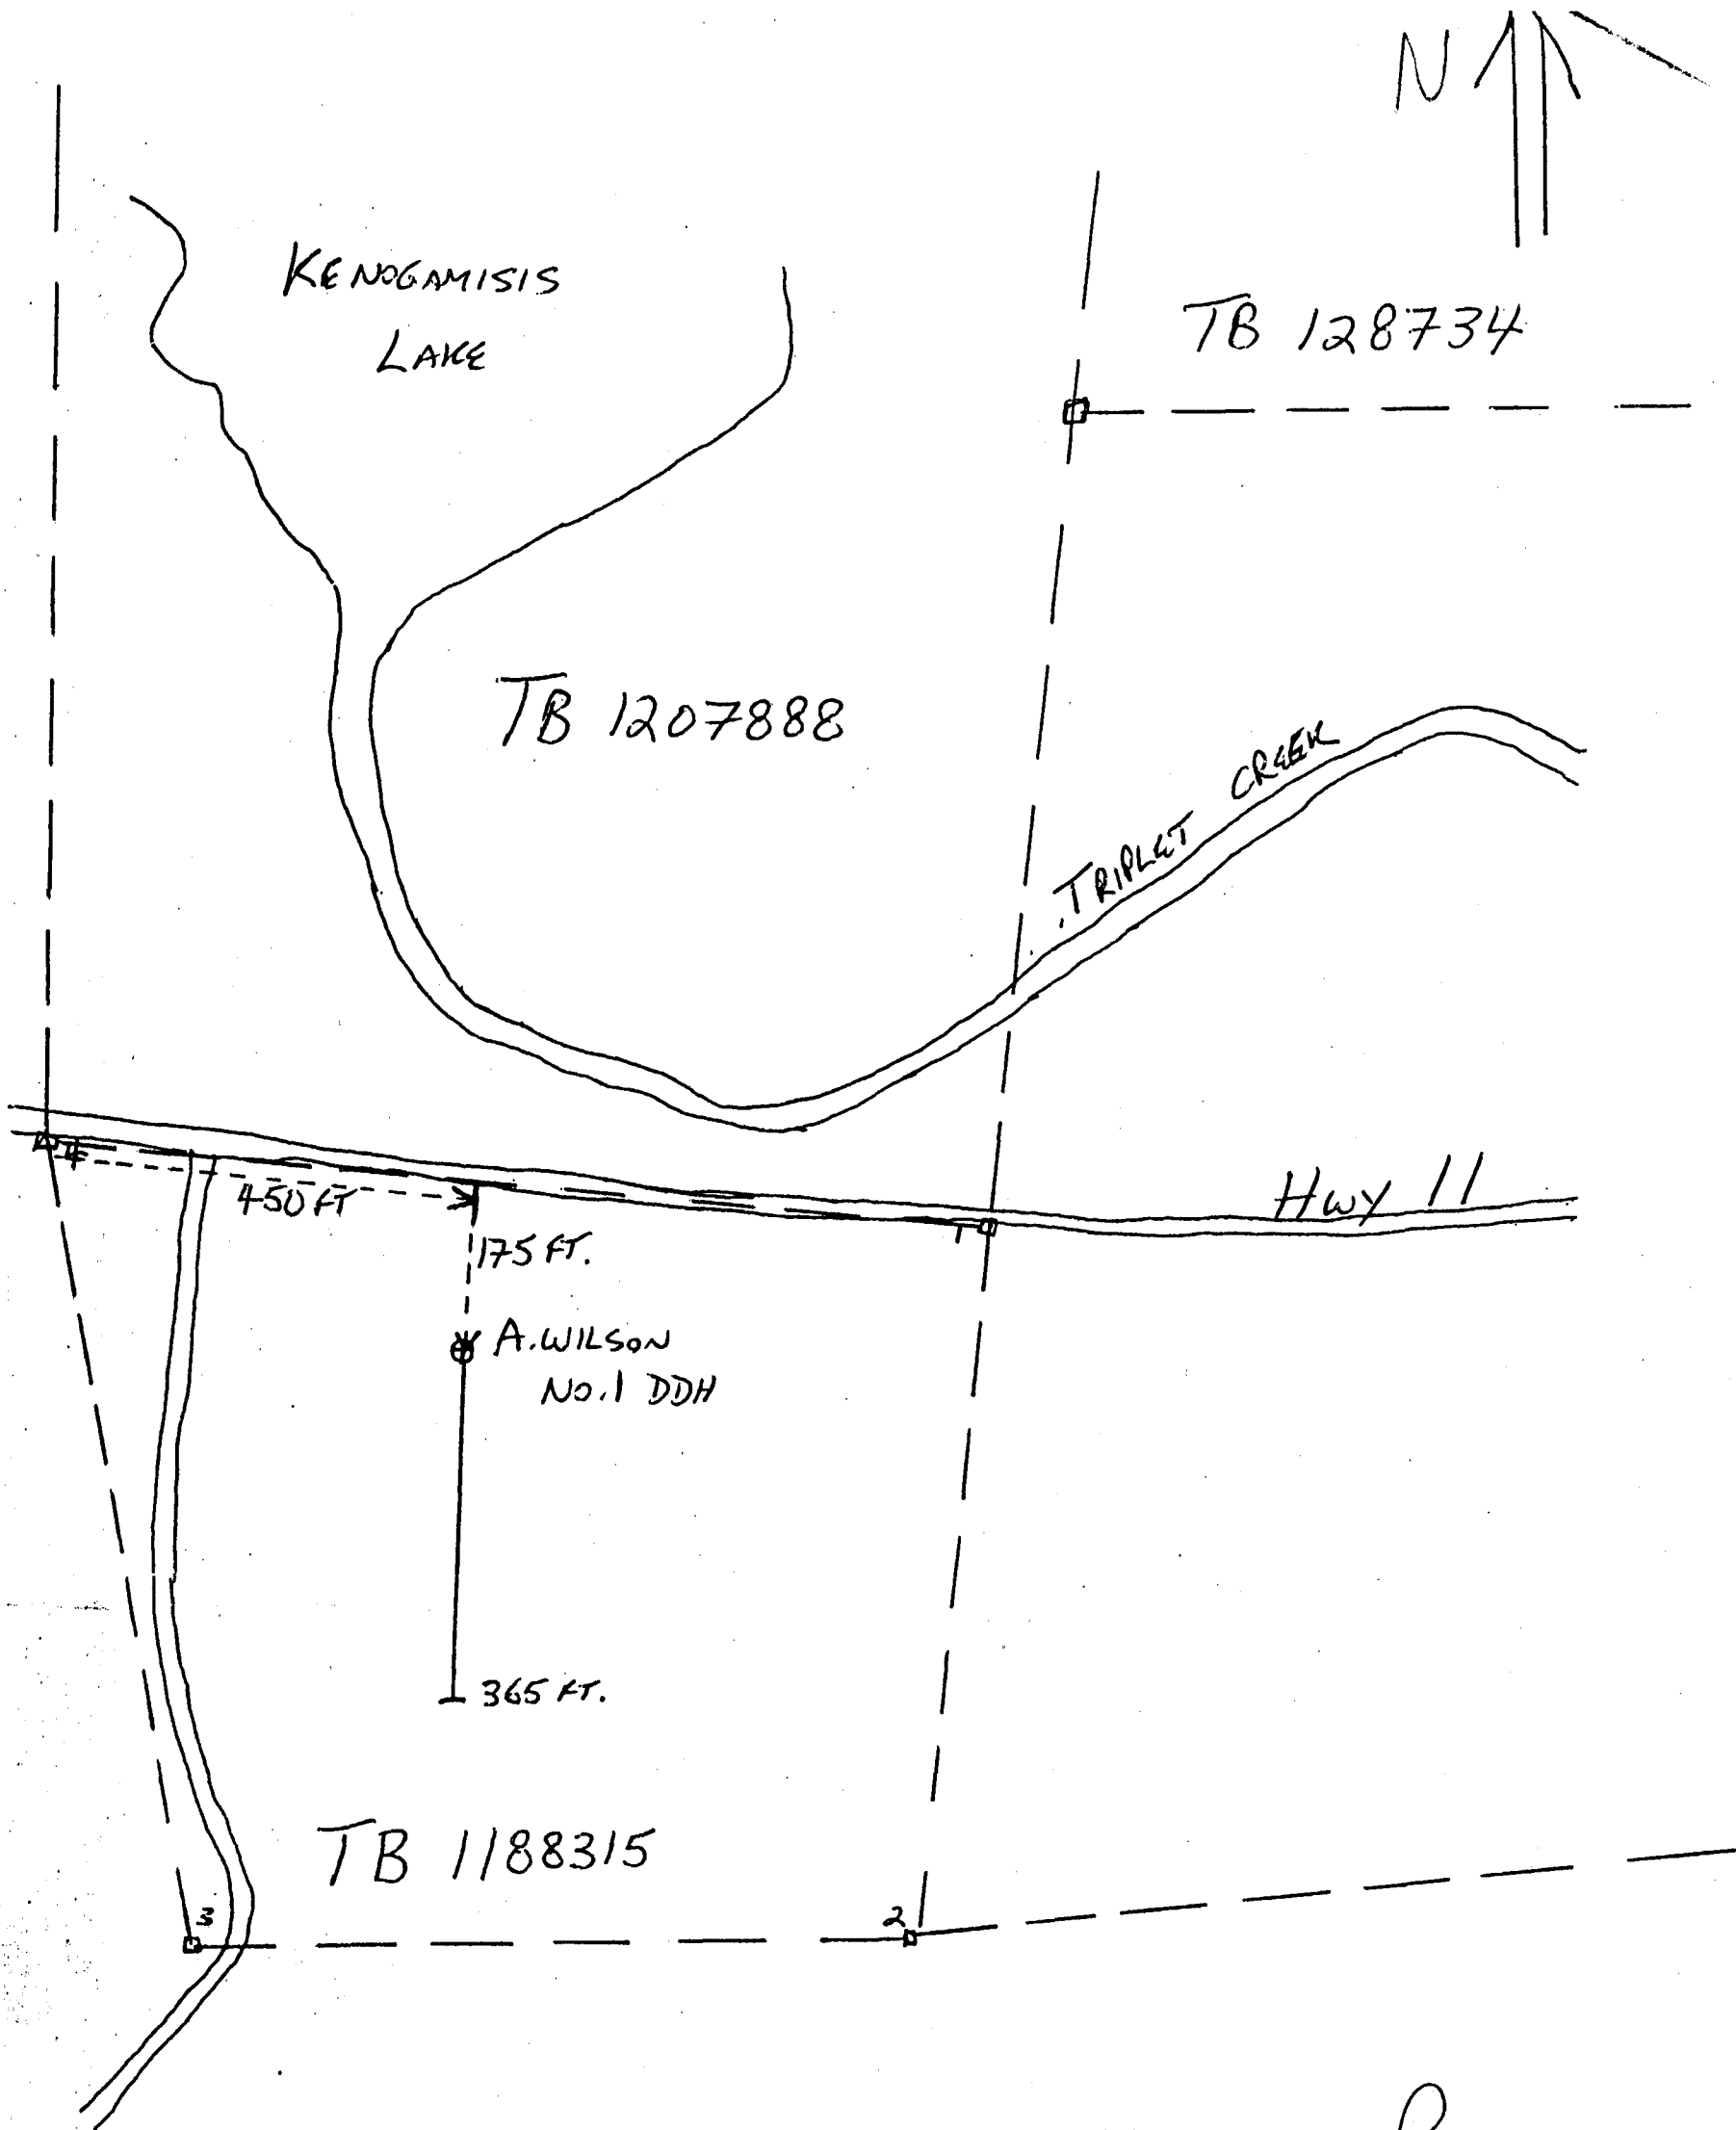 N
KENOGAMISIS
LAKE
TB 128734
TB 1207888
TRIPLET CREEK
4
450 FT
1
HWY 11
175 FT.
A. WILSON
NO. 1 DDH
365 FT.
TB 1188315
3
2